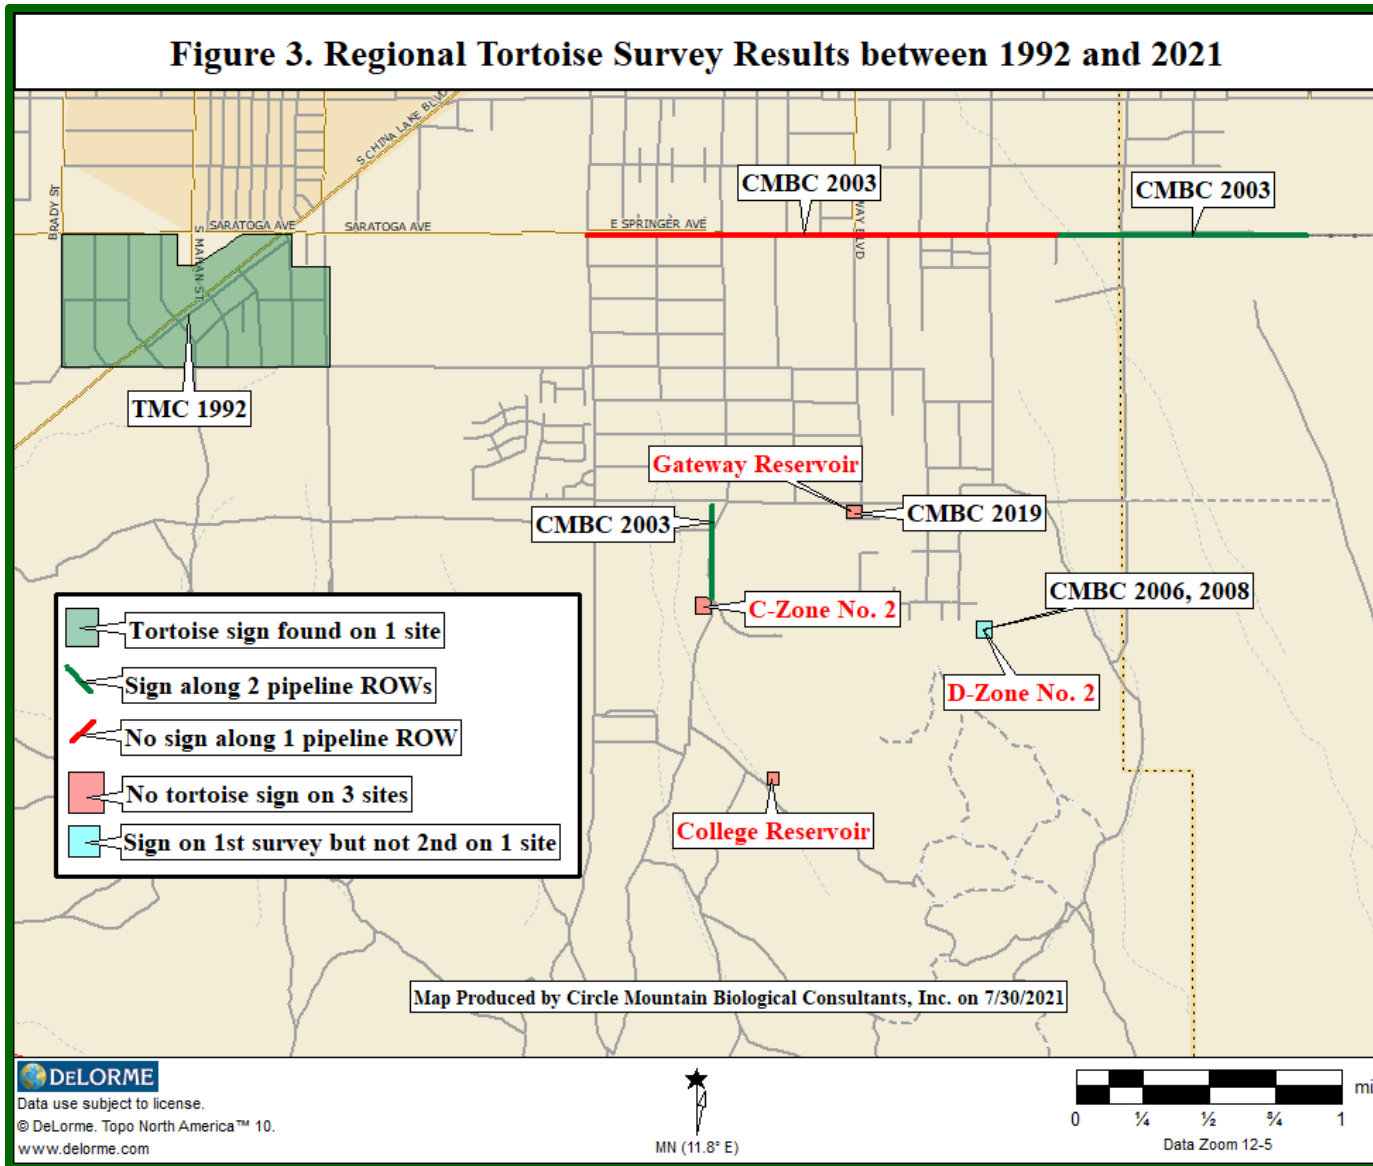 Figure 3. Regional Tortoise Survey Results between 1992 and 2021
S CHINA LAKE BLVD
BRADY ST
SARATOGA AVE
SARATOGA AVE
S MAHAN ST
E SPRINGER AVE
WAY BLVD
CMBC 2003
CMBC 2003
TMC 1992
Gateway Reservoir
CMBC 2019
CMBC 2003
CMBC 2006, 2008
C-Zone No. 2
D-Zone No. 2
College Reservoir
Tortoise sign found on 1 site
Sign along 2 pipeline ROWs
No sign along 1 pipeline ROW
No tortoise sign on 3 sites
Sign on 1st survey but not 2nd on 1 site
Map Produced by Circle Mountain Biological Consultants, Inc. on 7/30/2021
DELORME
Data use subject to license.
© DeLorme. Topo North America™ 10.
www.delorme.com
MN (11.8° E)
mi
0 ¼ ½ ¾ 1
Data Zoom 12-5